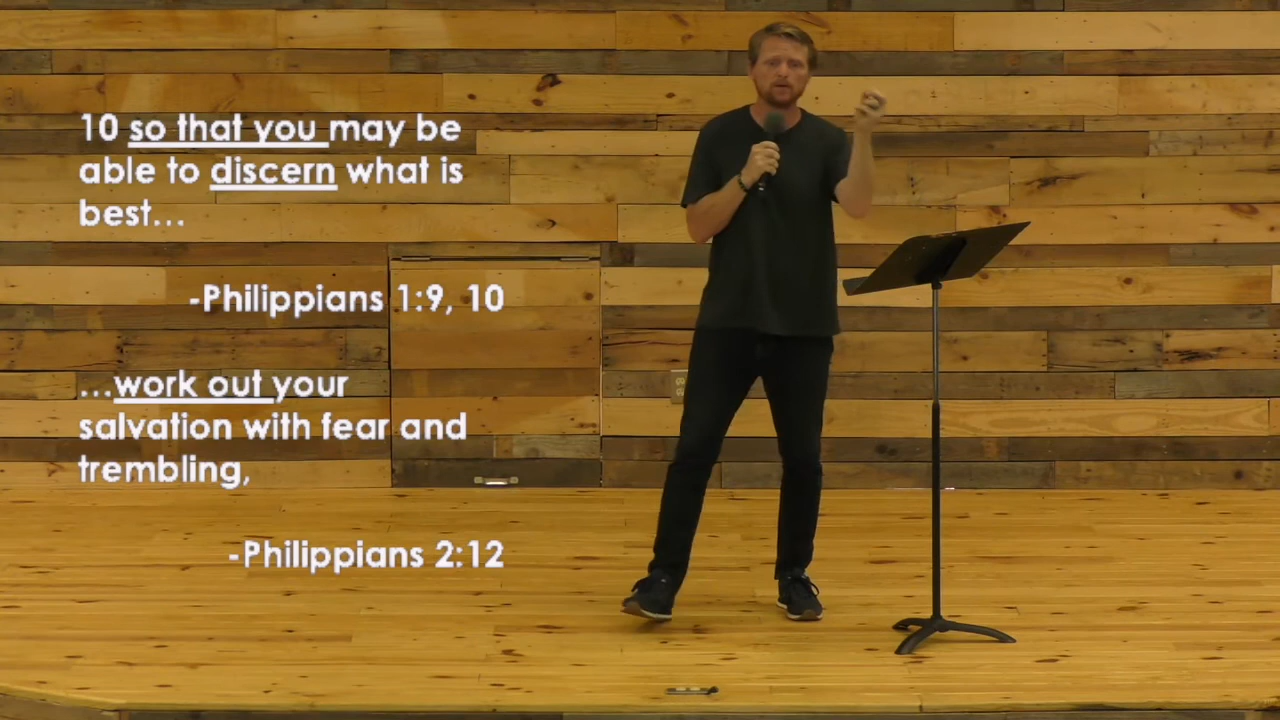 10 so that you may be
able to discern what is
best...
-Philippians 1:9, 10
...work out your
salvation with fear and
trembling,
-Philippians 2:12